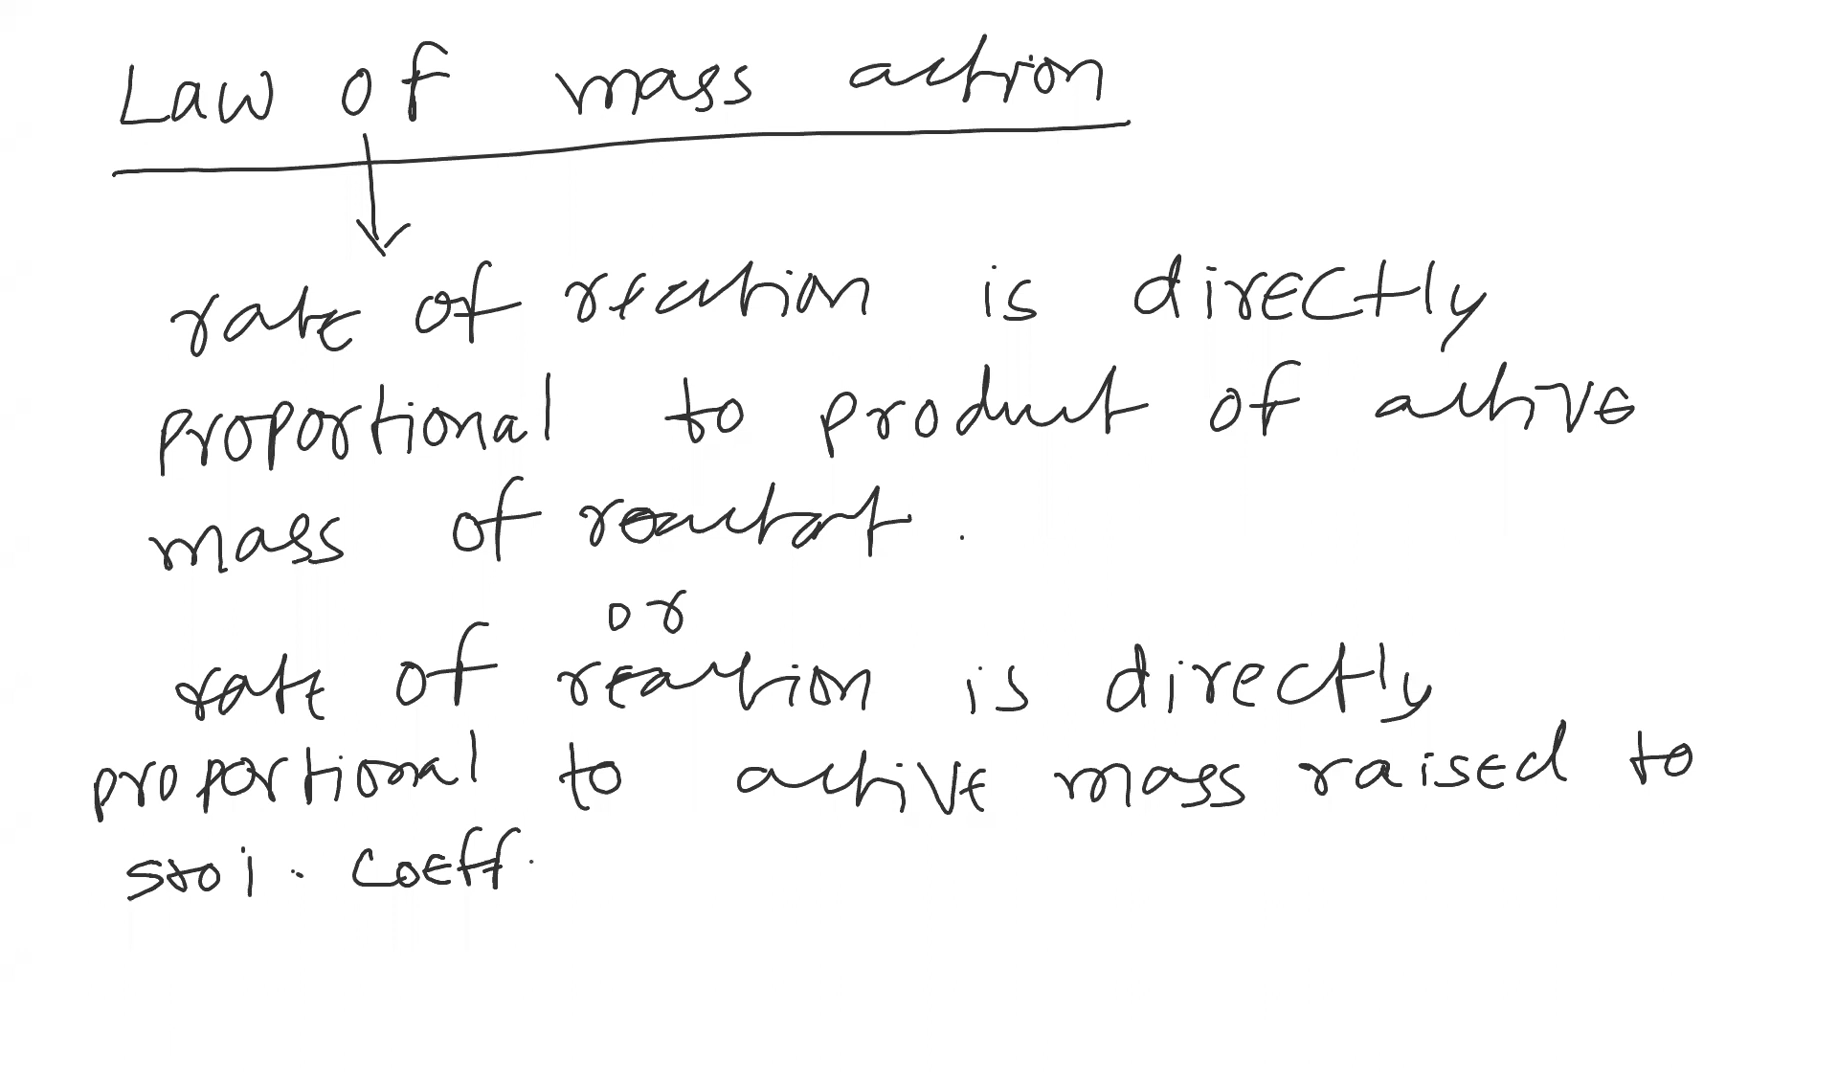 Law of mass action
rate of reaction is directly
proportional to product of active
mass of reactant.
or
rate of reaction is directly
proportional to active mass raised to
stoi. coeff.